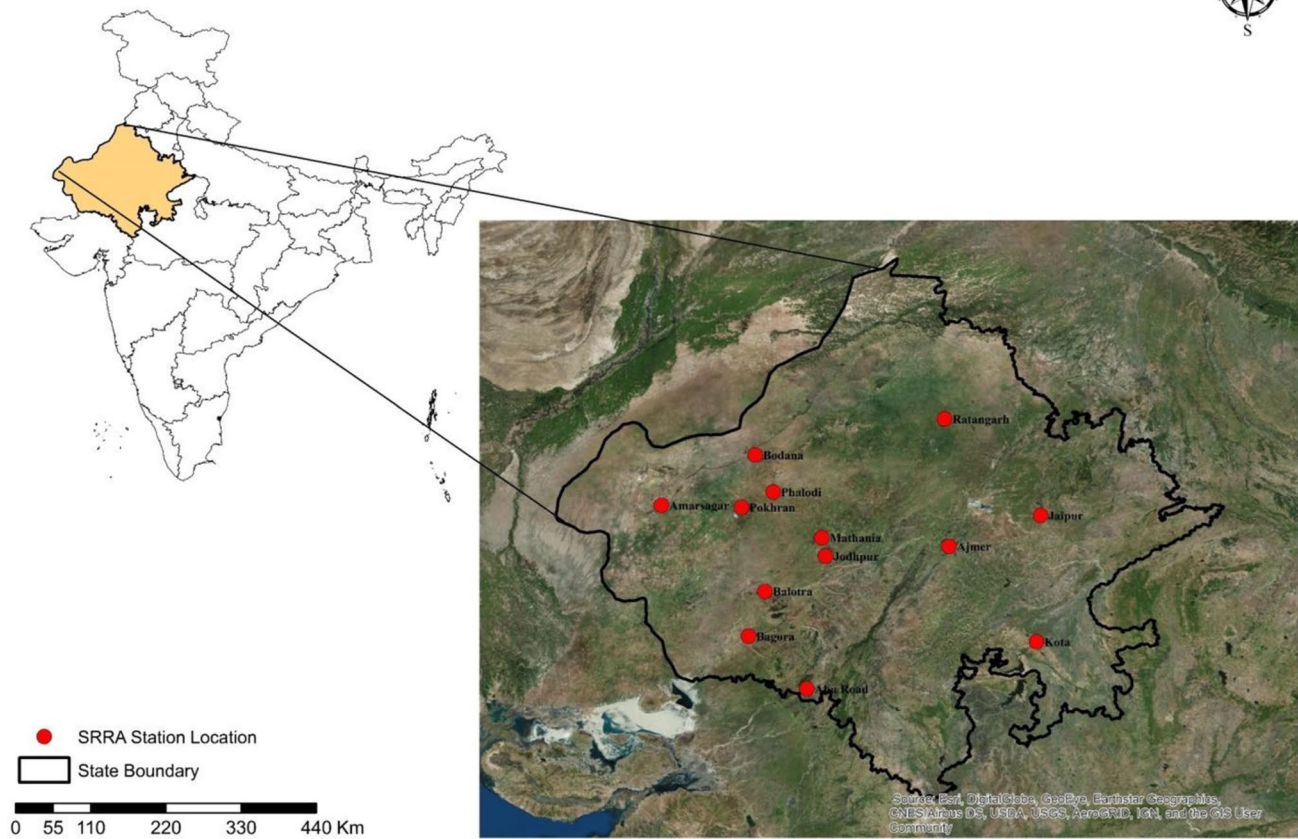 S
Ratangarh
Bodana
Phalodi
Amarsagar
Pokhran
Jaipur
Mathania
Ajmer
Jodhpur
Balotra
Bagora
Kota
Abu Road
SRRA Station Location
State Boundary
0 55 110 220 330 440 Km
Source: Esri, DigitalGlobe, GeoEye, Earthstar Geographics,
CNES/Airbus DS, USDA, USGS, AeroGRID, IGN, and the GIS User
Community